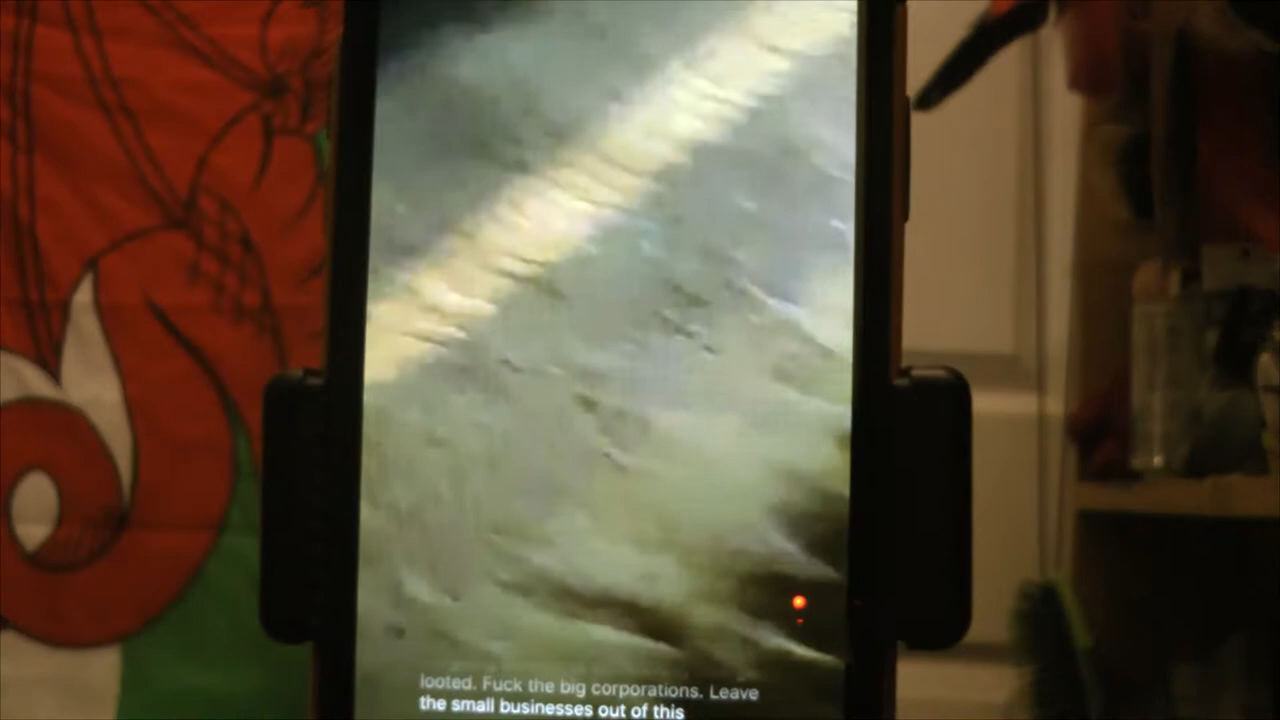 looted. Fuck the big corporations. Leave
the small businesses out of this